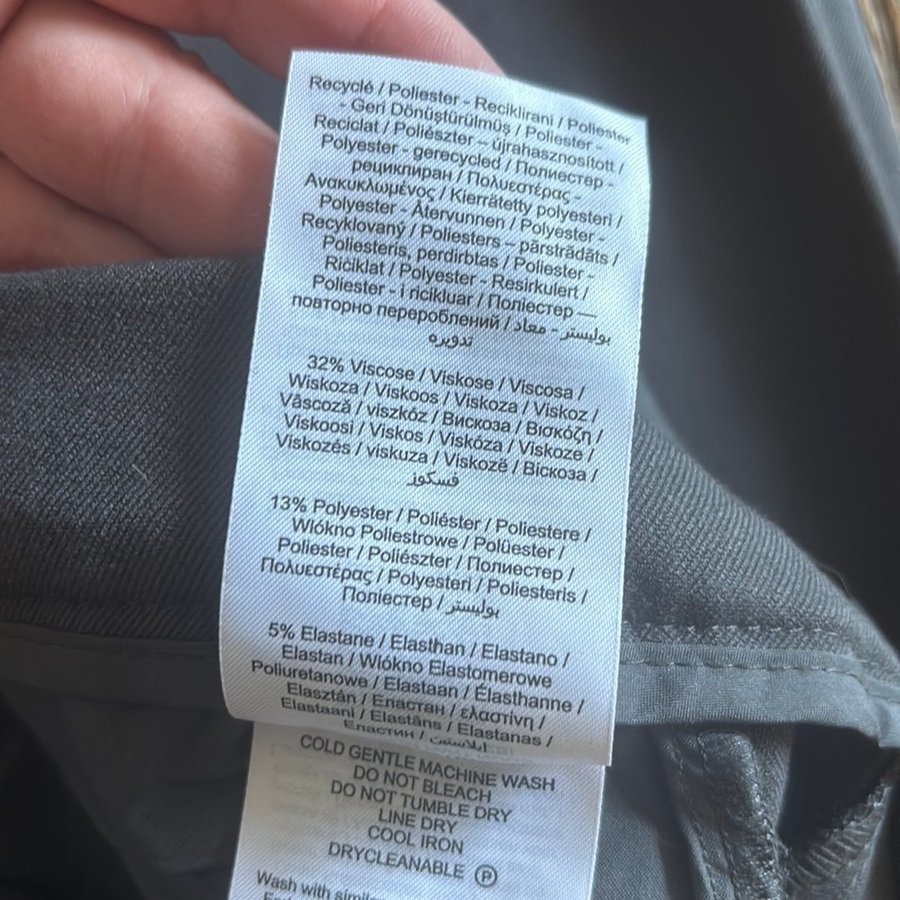 Recyclé / Poliester - Reciklirani / Poliester
- Geri Dönüştürülmüş / Poliester -
Reciclat / Poliészter – újrahasznosított /
Polyester - gerecycled / Полиестер -
рециклиран / Πολυεστέρας -
Ανακυκλωμένος / Kierrätetty polyesteri /
Polyester - Återvunnen / Polyester -
Recyklovaný / Poliesters – pārstrādāts /
Poliesteris, perdirbtas / Poliester -
Riciklat / Polyester - Resirkulert /
Poliester - i ricikluar / Поліестер —
повторно перероблений / بوليستر - معاد
تدويره
32% Viscose / Viskose / Viscosa /
Wiskoza / Viskoos / Viskoza / Viskoz /
Vâscoză / viszkóz / Вискоза / Βισκόζη /
Viskoosi / Viskos / Viskóza / Viskoze /
Viskozės / viskuza / Viskozë / Віскоза /
فسكوز
13% Polyester / Poliéster / Poliestere /
Włókno Poliestrowe / Polüester /
Poliester / Poliészter / Полиестер /
Πολυεστέρας / Polyesteri / Poliesteris /
Поліестер / بوليستر
5% Elastane / Elasthan / Elastano /
Elastan / Włókno Elastomerowe
Poliuretanowe / Elastaan / Élasthanne /
Elasztán / Еластан / ελαστίνη /
Elastaani / Elastāns / Elastanas /
Еластин / ايلاستين
COLD GENTLE MACHINE WASH
DO NOT BLEACH
DO NOT TUMBLE DRY
LINE DRY
COOL IRON
DRYCLEANABLE Ⓟ
Wash with